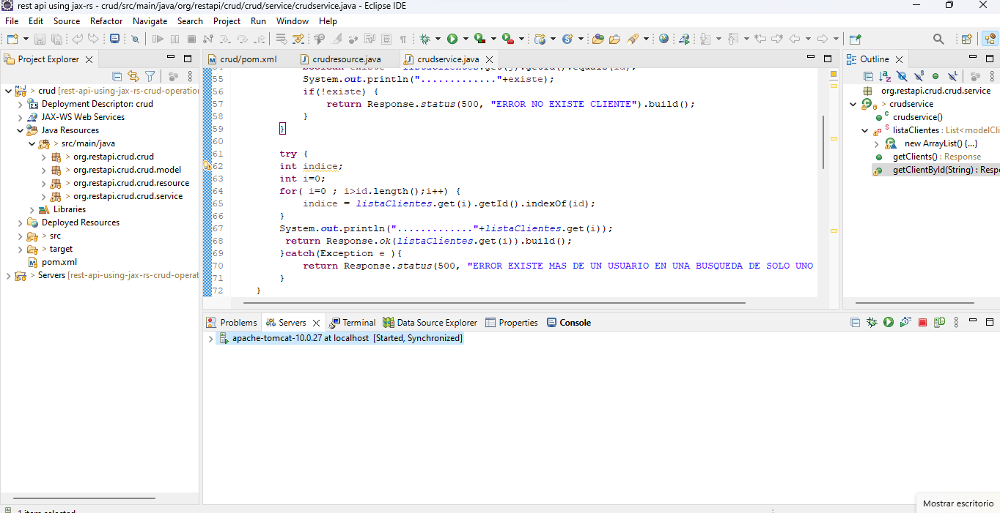 rest api using jax-rs - crud/src/main/java/org/restapi/crud/crud/service/crudservice.java - Eclipse IDE
File Edit Source Refactor Navigate Search Project Run Window Help
Project Explorer
crud/pom.xml crudresource.java crudservice.java
Outline
> crud [rest-api-using-jax-rs-crud-operation
Deployment Descriptor: crud
JAX-WS Web Services
Java Resources
> src/main/java
> org.restapi.crud.crud
> org.restapi.crud.crud.model
> org.restapi.crud.crud.resource
> org.restapi.crud.crud.service
Libraries
Deployed Resources
> src
> target
pom.xml
> Servers [rest-api-using-jax-rs-crud-operat
55 System.out.println("............."+existe);
56 if(!existe) {
57 return Response.status(500, "ERROR NO EXISTE CLIENTE").build();
58 }
59 }
60
61 try {
62 int indice;
63 int i=0;
64 for( i=0 ; i>id.length();i++) {
65 indice = listaClientes.get(i).getId().indexOf(id);
66 }
67 System.out.println("............."+listaClientes.get(i));
68 return Response.ok(listaClientes.get(i)).build();
69 }catch(Exception e ){
70 return Response.status(500, "ERROR EXISTE MAS DE UN USUARIO EN UNA BUSQUEDA DE SOLO UNO
71 }
72 }
org.restapi.crud.crud.service
> crudservice
crudservice()
listaClientes : List<modelCli
new ArrayList() {...}
getClients() : Response
getClientById(String) : Respo
Problems Servers Terminal Data Source Explorer Properties Console
apache-tomcat-10.0.27 at localhost [Started, Synchronized]
1 item selected
Mostrar escritorio